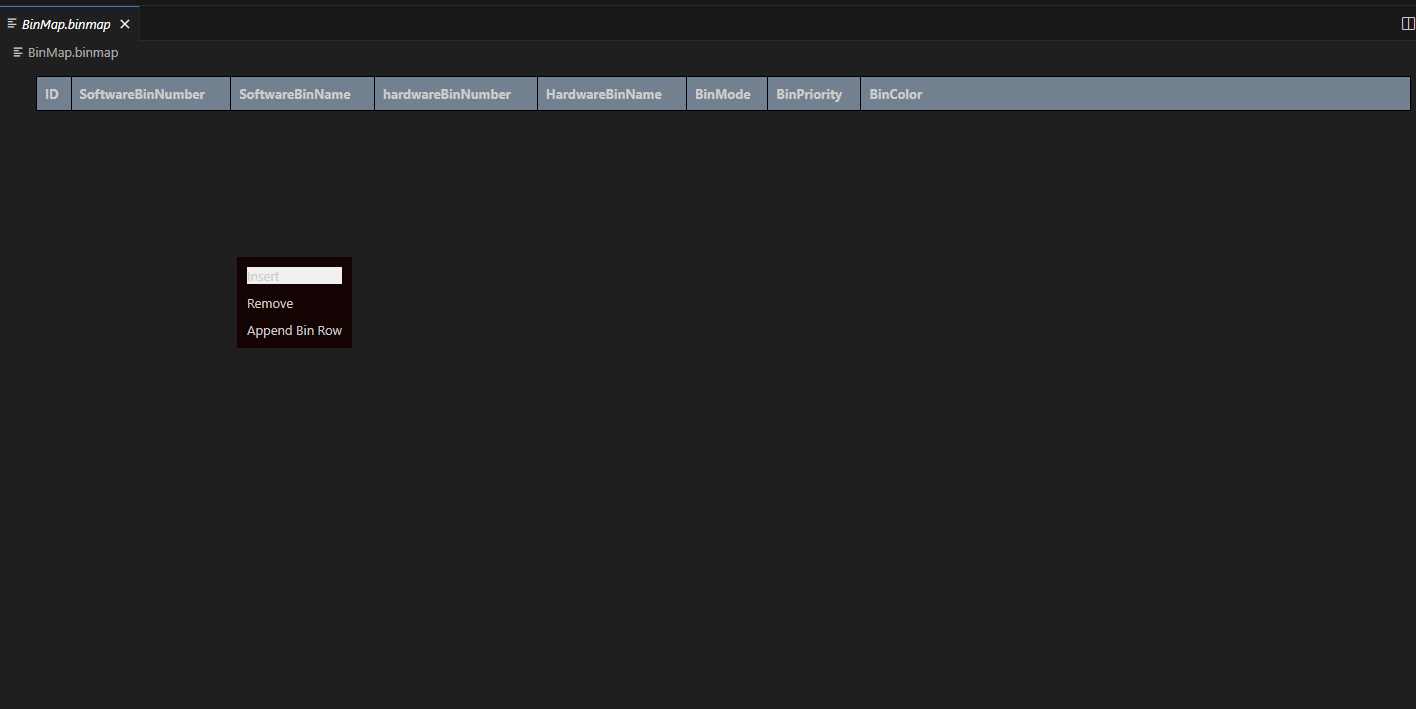 BinMap.binmap
BinMap.binmap
ID SoftwareBinNumber SoftwareBinName hardwareBinNumber HardwareBinName BinMode BinPriority BinColor
Insert
Remove
Append Bin Row